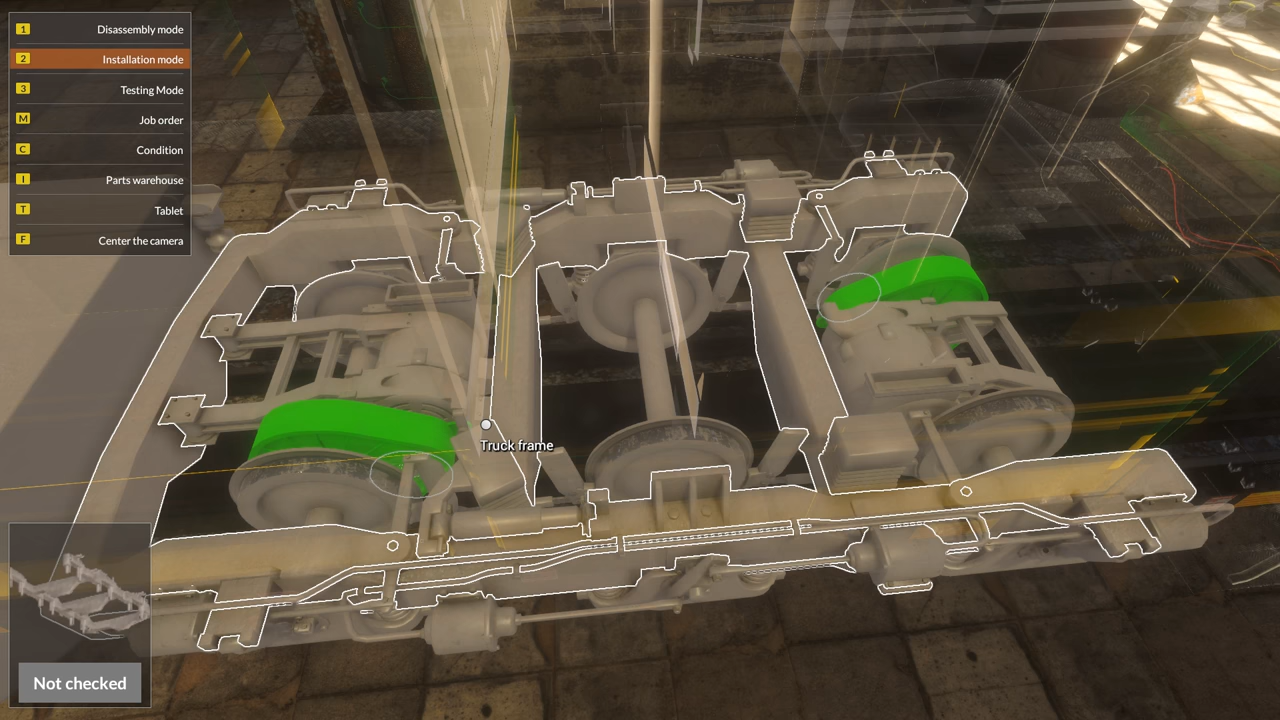 1 Disassembly mode
2 Installation mode
3 Testing Mode
M Job order
C Condition
I Parts warehouse
T Tablet
F Center the camera
Truck frame
Not checked